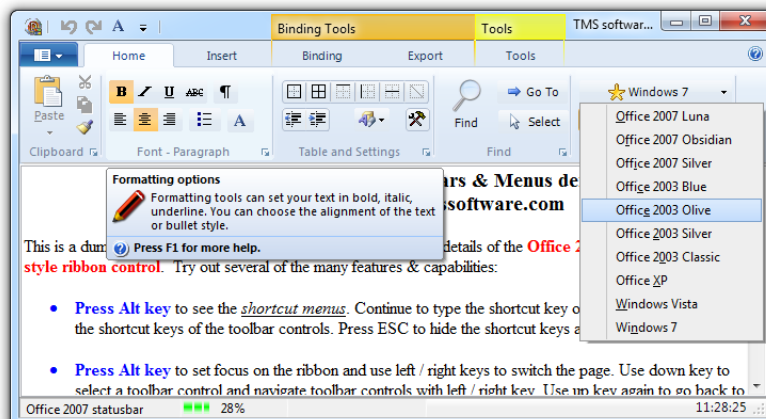 A
Binding Tools
Tools
TMS softwar...
Home
Insert
Binding
Export
Tools
Paste
B I U ABC ¶
A
Find
Go To
Select
Windows 7
Clipboard
Font - Paragraph
Table and Settings
Find
Office 2007 Luna
Office 2007 Obsidian
Office 2007 Silver
Office 2003 Blue
Office 2003 Olive
Office 2003 Silver
Office 2003 Classic
Office XP
Windows Vista
Windows 7
Formatting options
Formatting tools can set your text in bold, italic,
underline. You can choose the alignment of the text
or bullet style.
Press F1 for more help.
ars & Menus de
ssoftware.com
This is a dum details of the Office 2
style ribbon control. Try out several of the many features & capabilities:
• Press Alt key to see the shortcut menus. Continue to type the shortcut key o
the shortcut keys of the toolbar controls. Press ESC to hide the shortcut keys a
• Press Alt key to set focus on the ribbon and use left / right keys to switch the page. Use down key to
select a toolbar control and navigate toolbar controls with left / right key. Use up key again to go back to
Office 2007 statusbar
28%
11:28:25